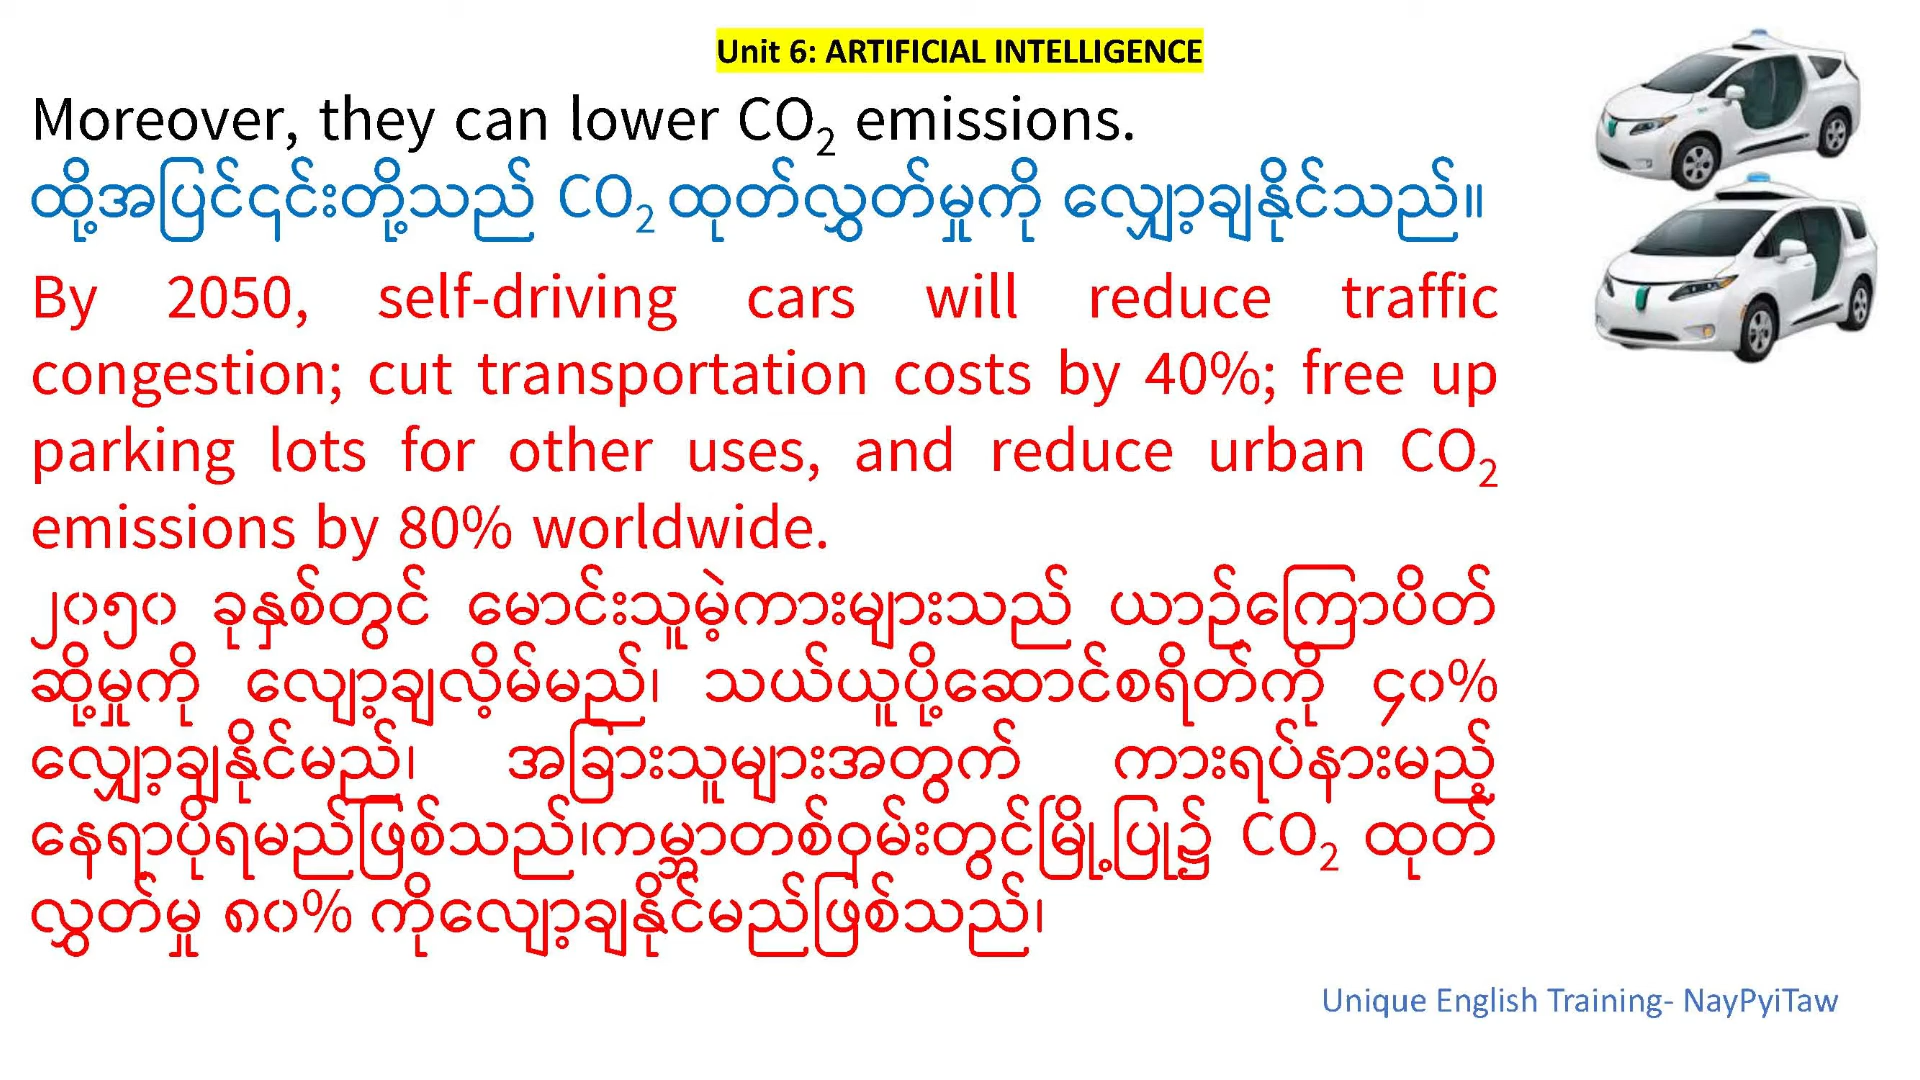 Unit 6: ARTIFICIAL INTELLIGENCE
Moreover, they can lower CO₂ emissions.
ထို့အပြင်၎င်းတို့သည် CO₂ ထုတ်လွှတ်မှုကို လျှော့ချနိုင်သည်။
By 2050, self-driving cars will reduce traffic
congestion; cut transportation costs by 40%; free up
parking lots for other uses, and reduce urban CO₂
emissions by 80% worldwide.
၂၀၅၀ ခုနှစ်တွင် မောင်းသူမဲ့ကားများသည် ယာဉ်ကြောပိတ်
ဆို့မှုကို လျော့ချလိမ့်မည်၊ သယ်ယူပို့ဆောင်စရိတ်ကို ၄၀%
လျှော့ချနိုင်မည်၊ အခြားသူများအတွက် ကားရပ်နားမည့်
နေရာပိုရမည်ဖြစ်သည်၊ကမ္ဘာတစ်ဝှမ်းတွင်မြို့ပြ၌ CO₂ ထုတ်
လွှတ်မှု ၈၀% ကိုလျော့ချနိုင်မည်ဖြစ်သည်၊
Unique English Training- NayPyiTaw